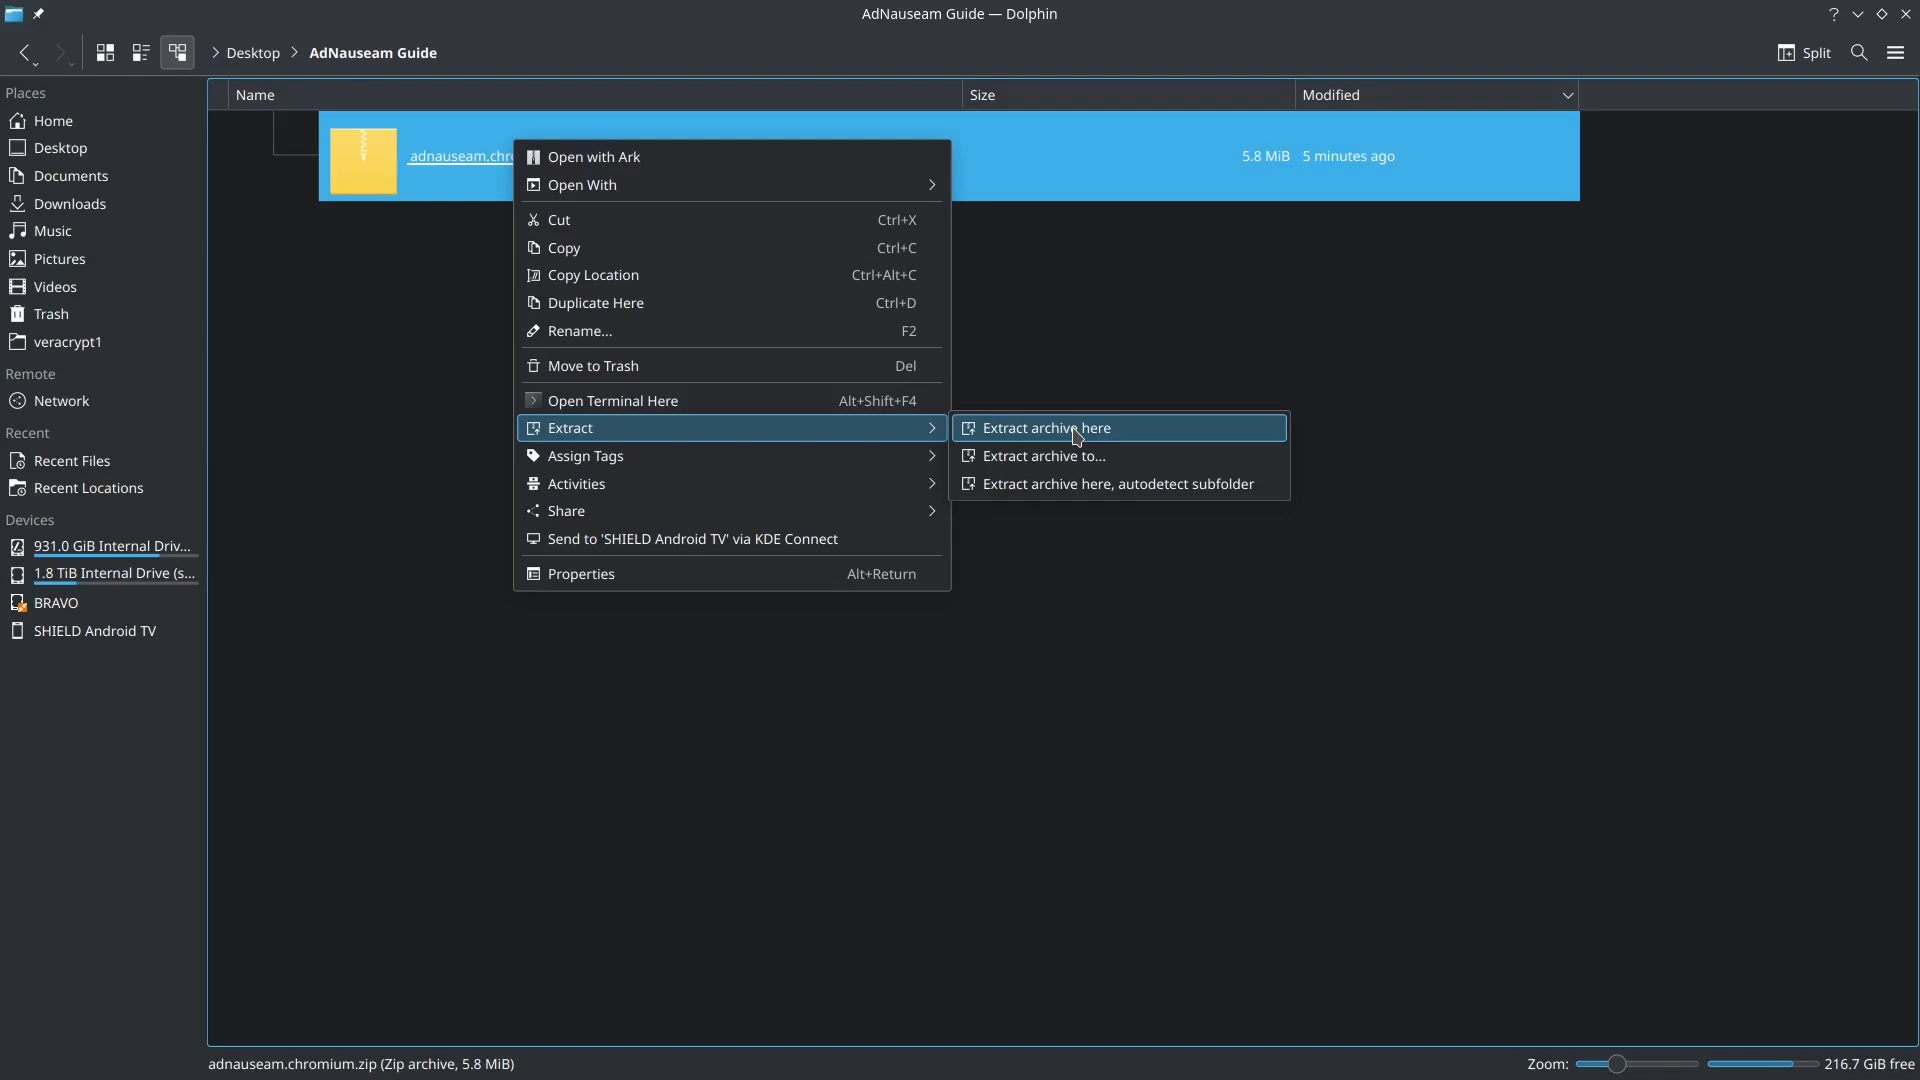 AdNauseam Guide — Dolphin
Desktop
AdNauseam Guide
Split
Places
Home
Desktop
Documents
Downloads
Music
Pictures
Videos
Trash
veracrypt1
Remote
Network
Recent
Recent Files
Recent Locations
Devices
931.0 GiB Internal Driv...
1.8 TiB Internal Drive (s...
BRAVO
SHIELD Android TV
Name
Size
Modified
adnauseam.chro
5.8 MiB
5 minutes ago
Open with Ark
Open With
Cut Ctrl+X
Copy Ctrl+C
Copy Location Ctrl+Alt+C
Duplicate Here Ctrl+D
Rename... F2
Move to Trash Del
Open Terminal Here Alt+Shift+F4
Extract
Assign Tags
Activities
Share
Send to 'SHIELD Android TV' via KDE Connect
Properties Alt+Return
Extract archive here
Extract archive to...
Extract archive here, autodetect subfolder
adnauseam.chromium.zip (Zip archive, 5.8 MiB)
Zoom:
216.7 GiB free